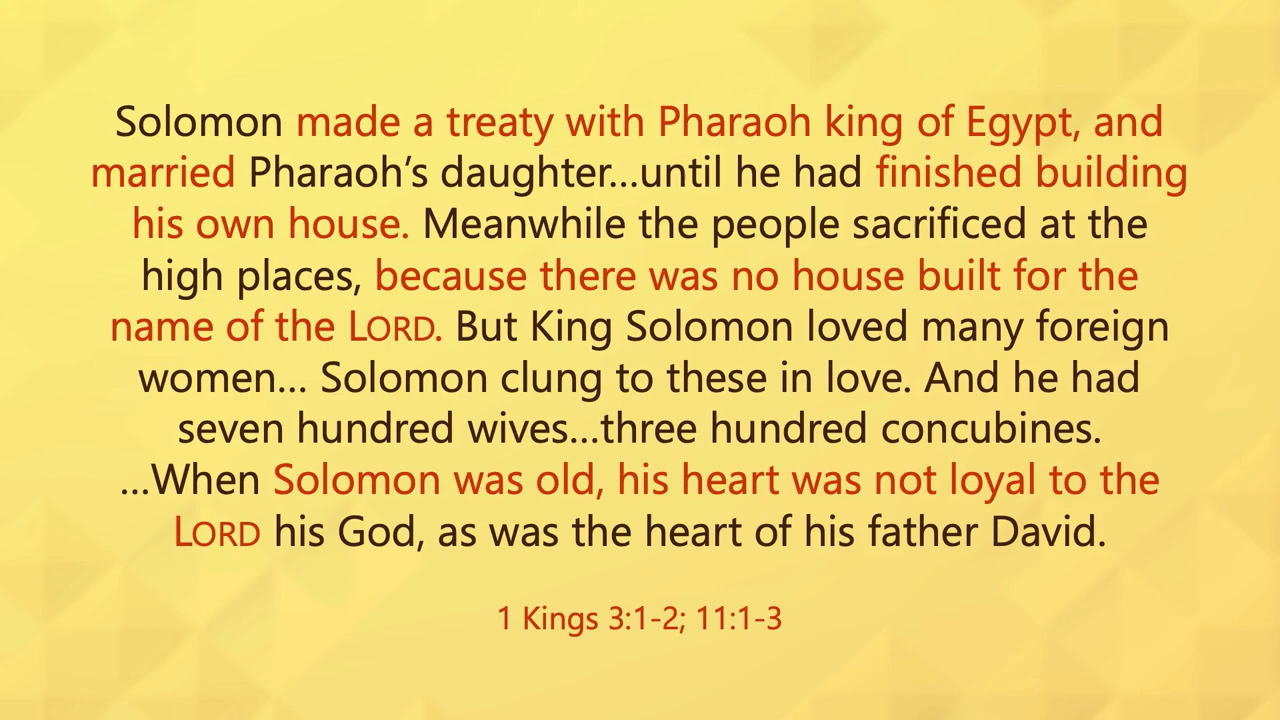 Solomon made a treaty with Pharaoh king of Egypt, and
married Pharaoh’s daughter…until he had finished building
his own house. Meanwhile the people sacrificed at the
high places, because there was no house built for the
name of the LORD. But King Solomon loved many foreign
women… Solomon clung to these in love. And he had
seven hundred wives…three hundred concubines.
…When Solomon was old, his heart was not loyal to the
LORD his God, as was the heart of his father David.
1 Kings 3:1-2; 11:1-3